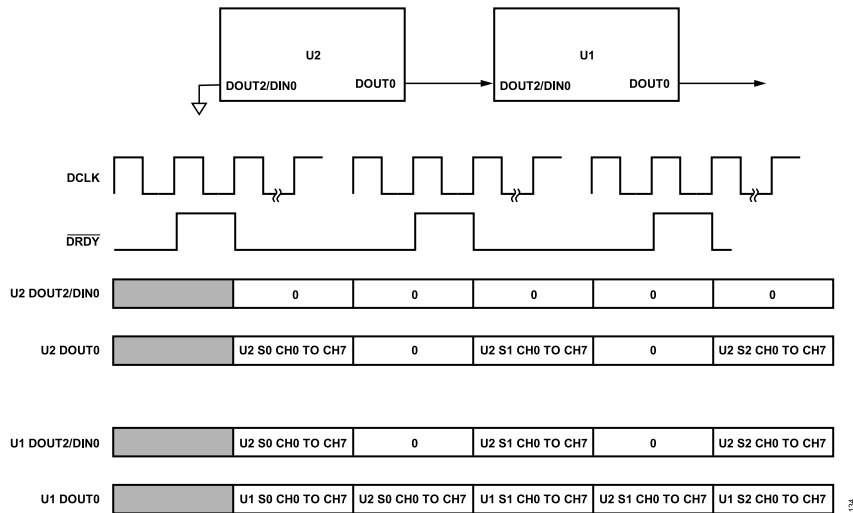 U2
U1
DOUT2/DIN0
DOUT0
DOUT2/DIN0
DOUT0
DCLK
DRDY
U2 DOUT2/DIN0
0
0
0
0
0
U2 DOUT0
U2 S0 CH0 TO CH7
0
U2 S1 CH0 TO CH7
0
U2 S2 CH0 TO CH7
U1 DOUT2/DIN0
U2 S0 CH0 TO CH7
0
U2 S1 CH0 TO CH7
0
U2 S2 CH0 TO CH7
U1 DOUT0
U1 S0 CH0 TO CH7
U2 S0 CH0 TO CH7
U1 S1 CH0 TO CH7
U2 S1 CH0 TO CH7
U1 S2 CH0 TO CH7
134